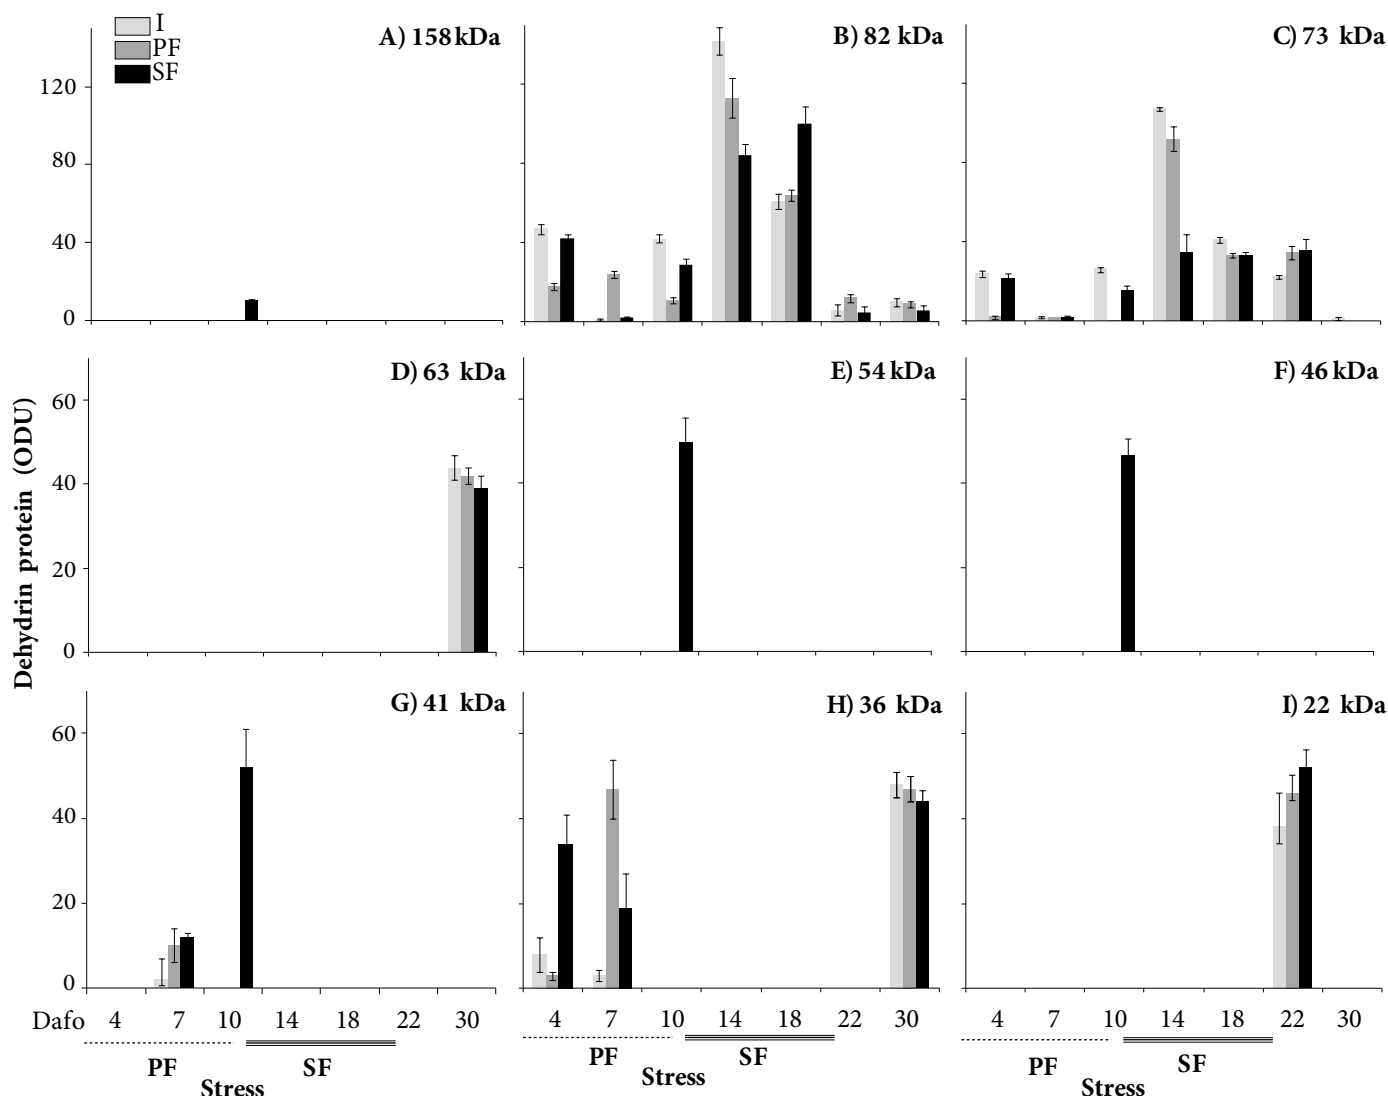 I
PF
SF
A) 158 kDa
B) 82 kDa
C) 73 kDa
120
80
40
0
D) 63 kDa
E) 54 kDa
F) 46 kDa
60
40
20
0
Dehydrin protein (ODU)
G) 41 kDa
H) 36 kDa
I) 22 kDa
60
40
20
0
Dafo 4 7 10 14 18 22 30
4 7 10 14 18 22 30
4 7 10 14 18 22 30
PF SF
Stress
PF SF
Stress
PF SF
Stress